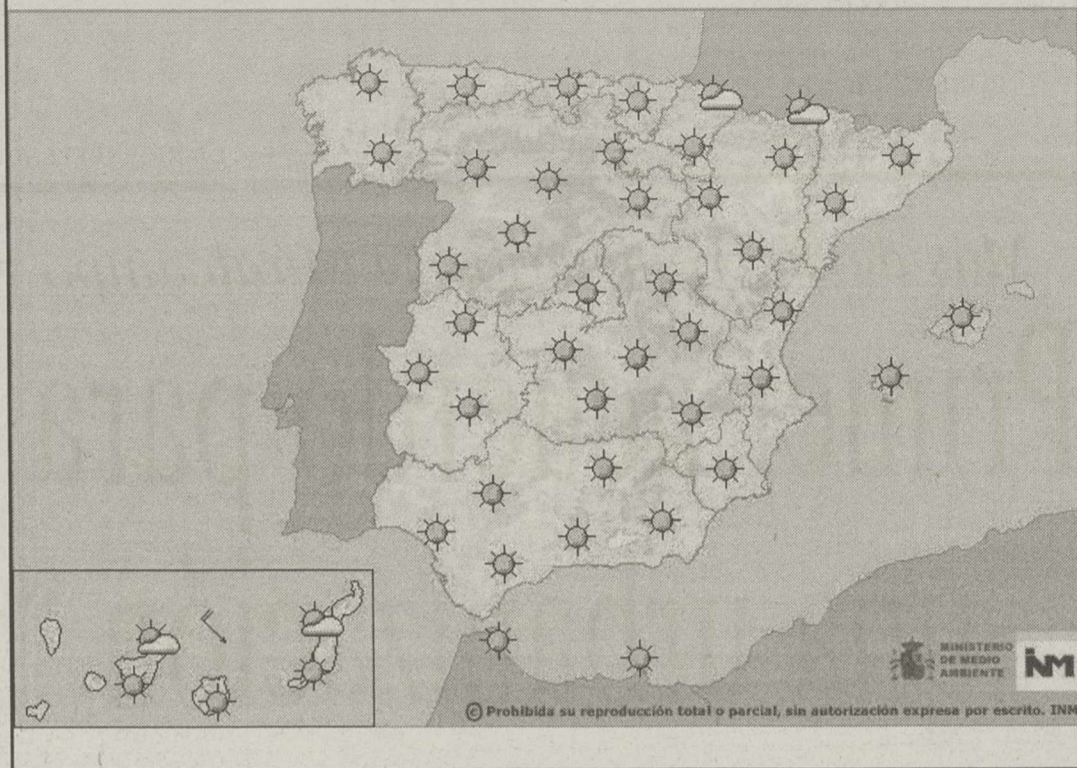 MINISTERIO
DE MEDIO
AMBIENTE
INM
© Prohibida su reproducción total o parcial, sin autorización expresa por escrito. INM